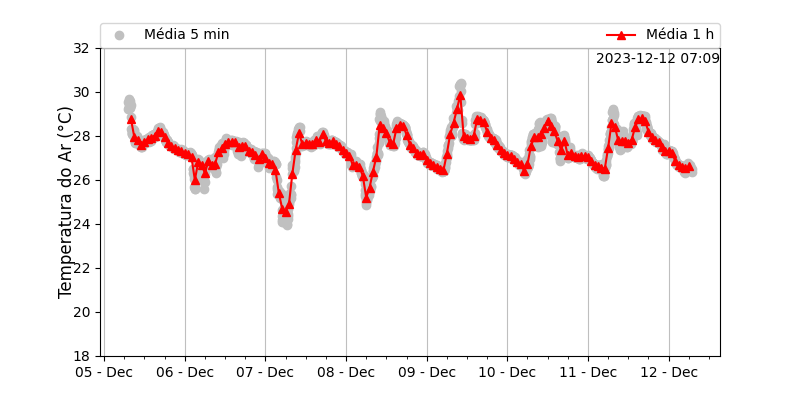 Média 5 min
Média 1 h
2023-12-12 07:09
Temperatura do Ar (°C)
32
30
28
26
24
22
20
18
05 - Dec
06 - Dec
07 - Dec
08 - Dec
09 - Dec
10 - Dec
11 - Dec
12 - Dec